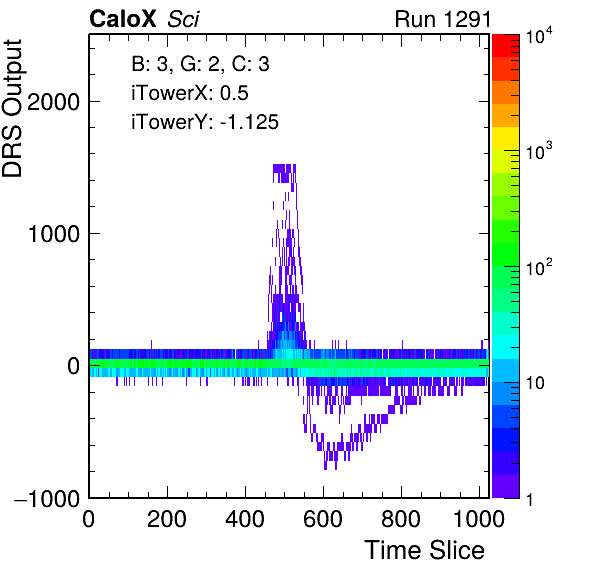 CaloX Sci Run 1291
B: 3, G: 2, C: 3
iTowerX: 0.5
iTowerY: -1.125
DRS Output
2000
1000
0
−1000
0 200 400 600 800 1000
Time Slice
10^4
10^3
10^2
10
1